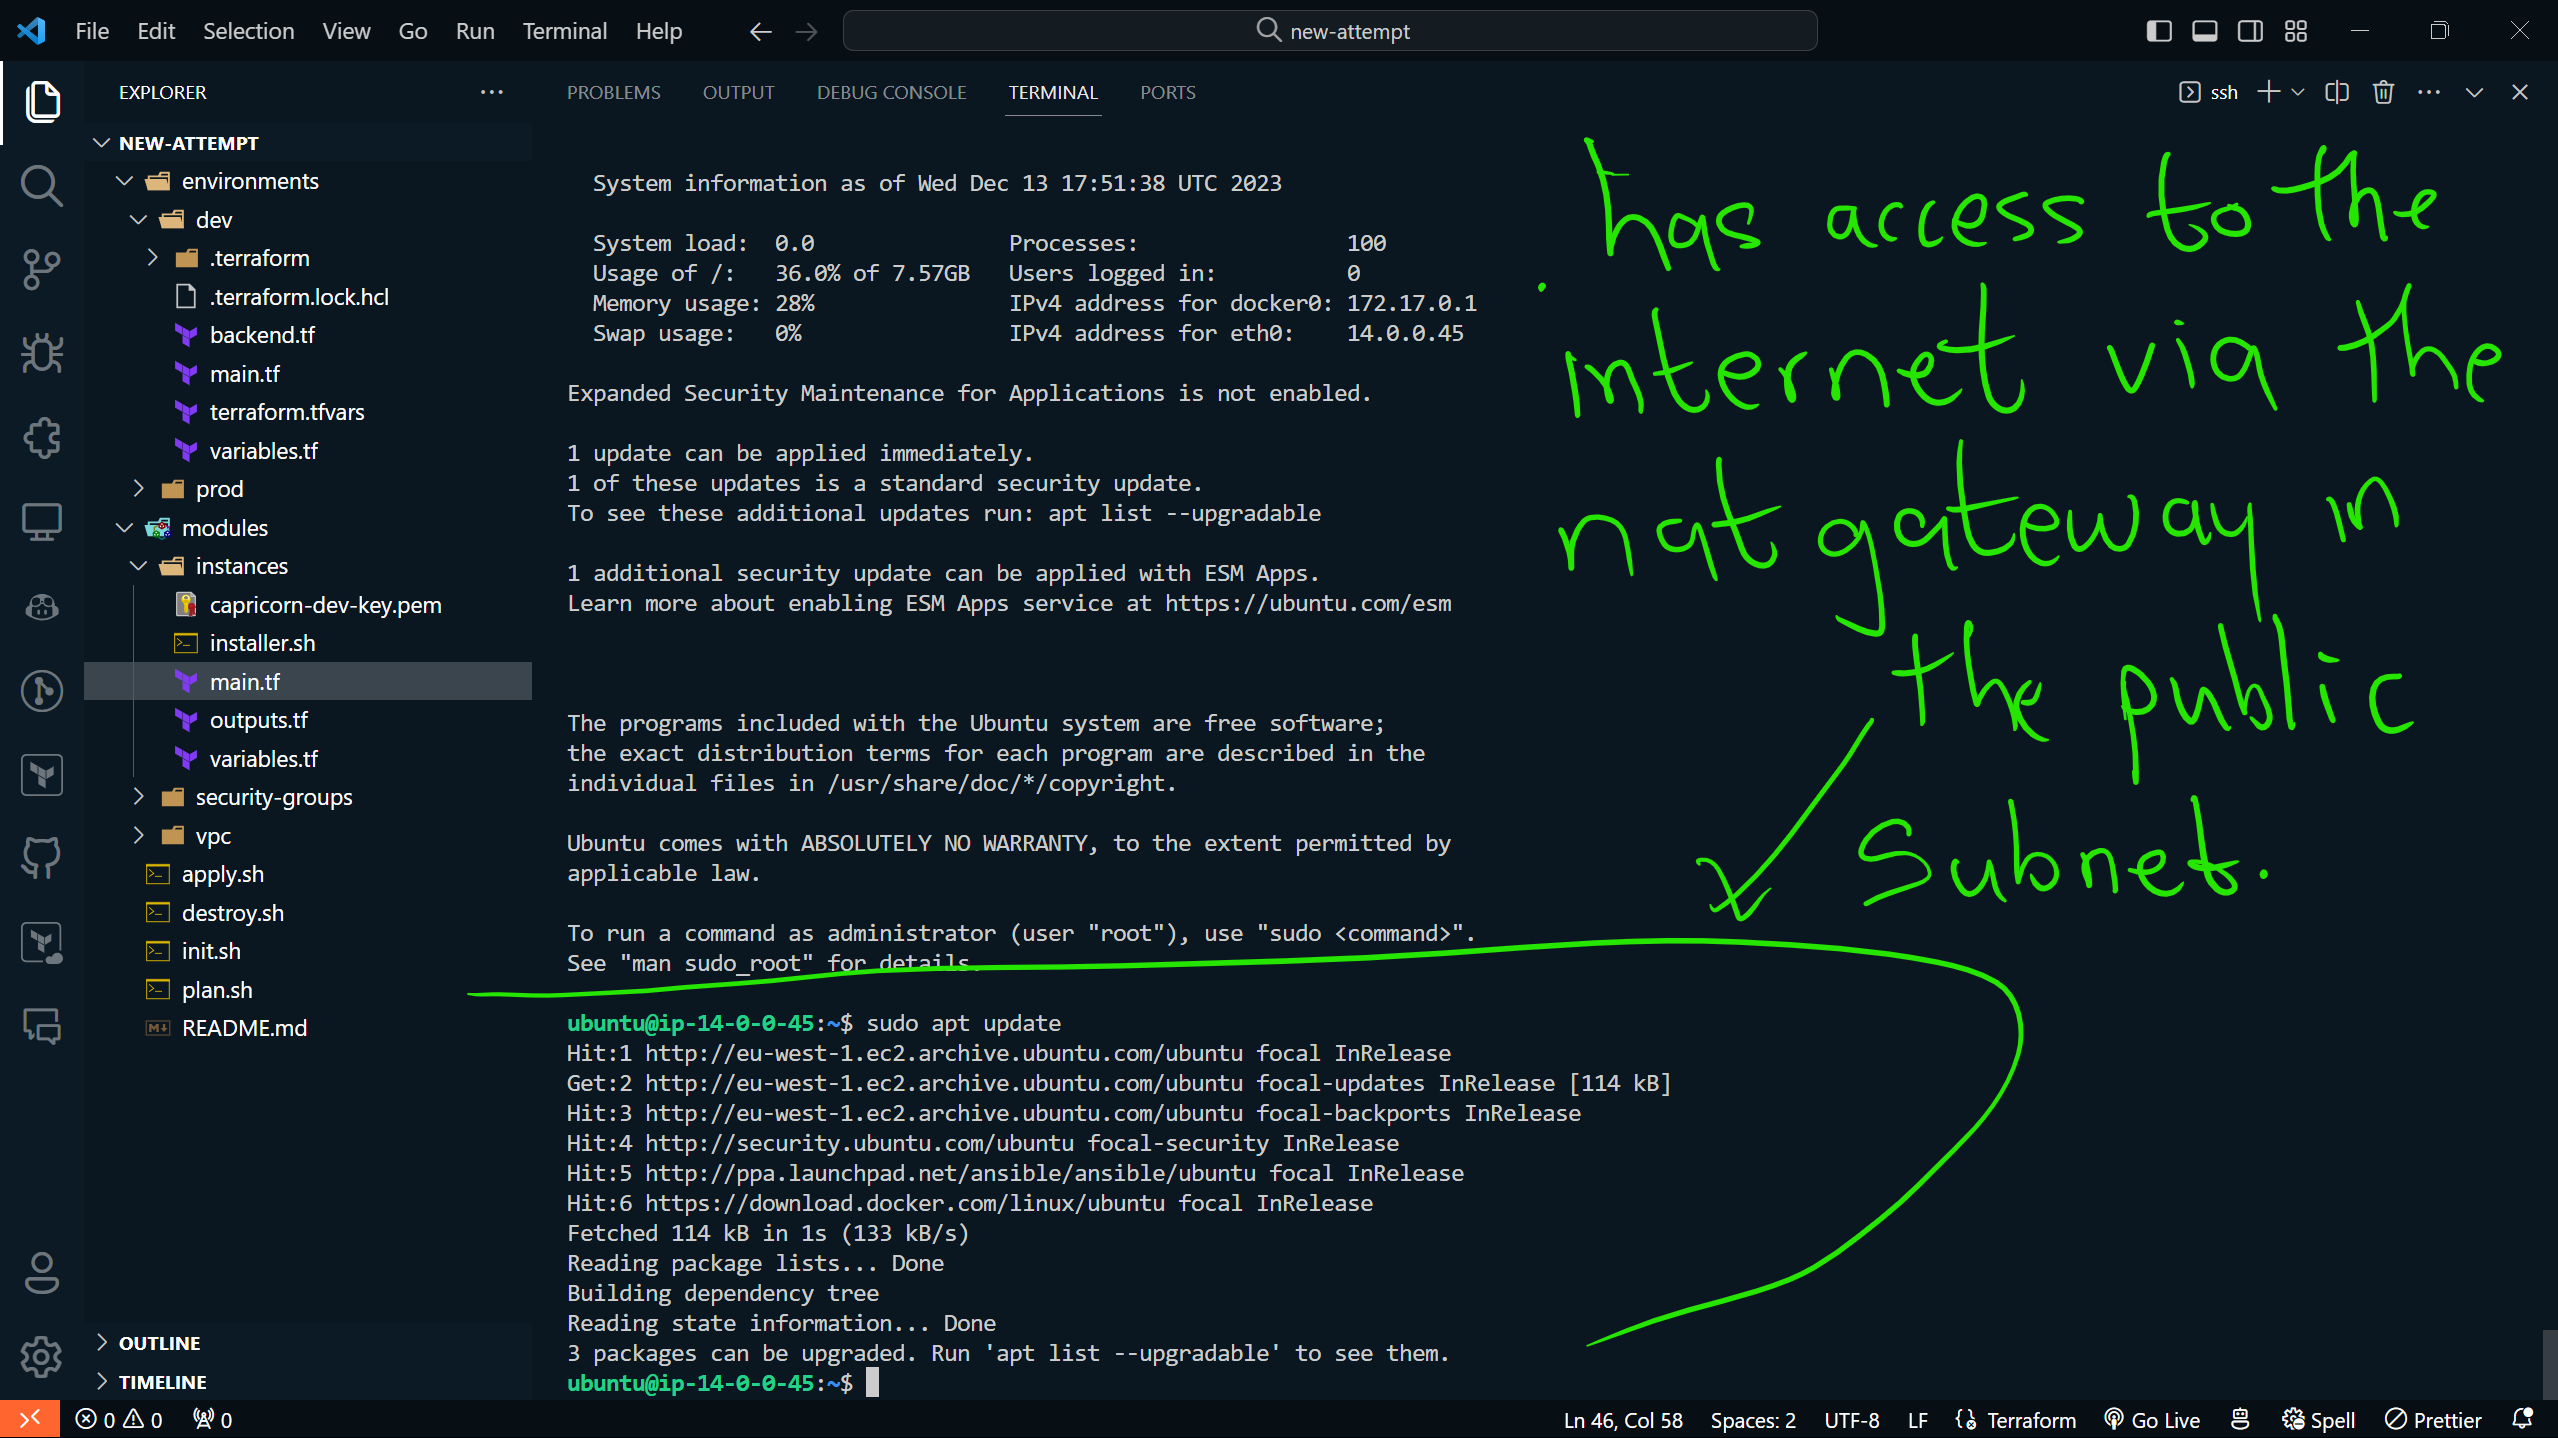 File Edit Selection View Go Run Terminal Help
new-attempt
EXPLORER
NEW-ATTEMPT
environments
dev
.terraform
.terraform.lock.hcl
backend.tf
main.tf
terraform.tfvars
variables.tf
prod
modules
instances
capricorn-dev-key.pem
installer.sh
main.tf
outputs.tf
variables.tf
security-groups
vpc
apply.sh
destroy.sh
init.sh
plan.sh
README.md
OUTLINE
TIMELINE
PROBLEMS OUTPUT DEBUG CONSOLE TERMINAL PORTS
ssh
System information as of Wed Dec 13 17:51:38 UTC 2023
System load: 0.0 Processes: 100
Usage of /: 36.0% of 7.57GB Users logged in: 0
Memory usage: 28% IPv4 address for docker0: 172.17.0.1
Swap usage: 0% IPv4 address for eth0: 14.0.0.45
Expanded Security Maintenance for Applications is not enabled.
1 update can be applied immediately.
1 of these updates is a standard security update.
To see these additional updates run: apt list --upgradable
1 additional security update can be applied with ESM Apps.
Learn more about enabling ESM Apps service at https://ubuntu.com/esm
The programs included with the Ubuntu system are free software;
the exact distribution terms for each program are described in the
individual files in /usr/share/doc/*/copyright.
Ubuntu comes with ABSOLUTELY NO WARRANTY, to the extent permitted by
applicable law.
To run a command as administrator (user "root"), use "sudo <command>".
See "man sudo_root" for details.
ubuntu@ip-14-0-0-45:~$ sudo apt update
Hit:1 http://eu-west-1.ec2.archive.ubuntu.com/ubuntu focal InRelease
Get:2 http://eu-west-1.ec2.archive.ubuntu.com/ubuntu focal-updates InRelease [114 kB]
Hit:3 http://eu-west-1.ec2.archive.ubuntu.com/ubuntu focal-backports InRelease
Hit:4 http://security.ubuntu.com/ubuntu focal-security InRelease
Hit:5 http://ppa.launchpad.net/ansible/ansible/ubuntu focal InRelease
Hit:6 https://download.docker.com/linux/ubuntu focal InRelease
Fetched 114 kB in 1s (133 kB/s)
Reading package lists... Done
Building dependency tree
Reading state information... Done
3 packages can be upgraded. Run 'apt list --upgradable' to see them.
ubuntu@ip-14-0-0-45:~$
has access to the
internet via the
nat gateway in
the public
Subnet.
0 0 0
Ln 46, Col 58 Spaces: 2 UTF-8 LF Terraform Go Live Spell Prettier